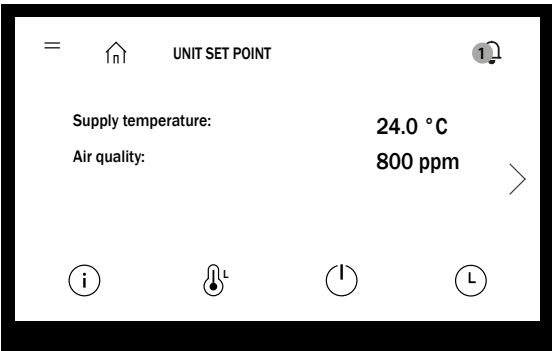 UNIT SET POINT
1
Supply temperature: 24.0 °C
Air quality: 800 ppm
i
L
L